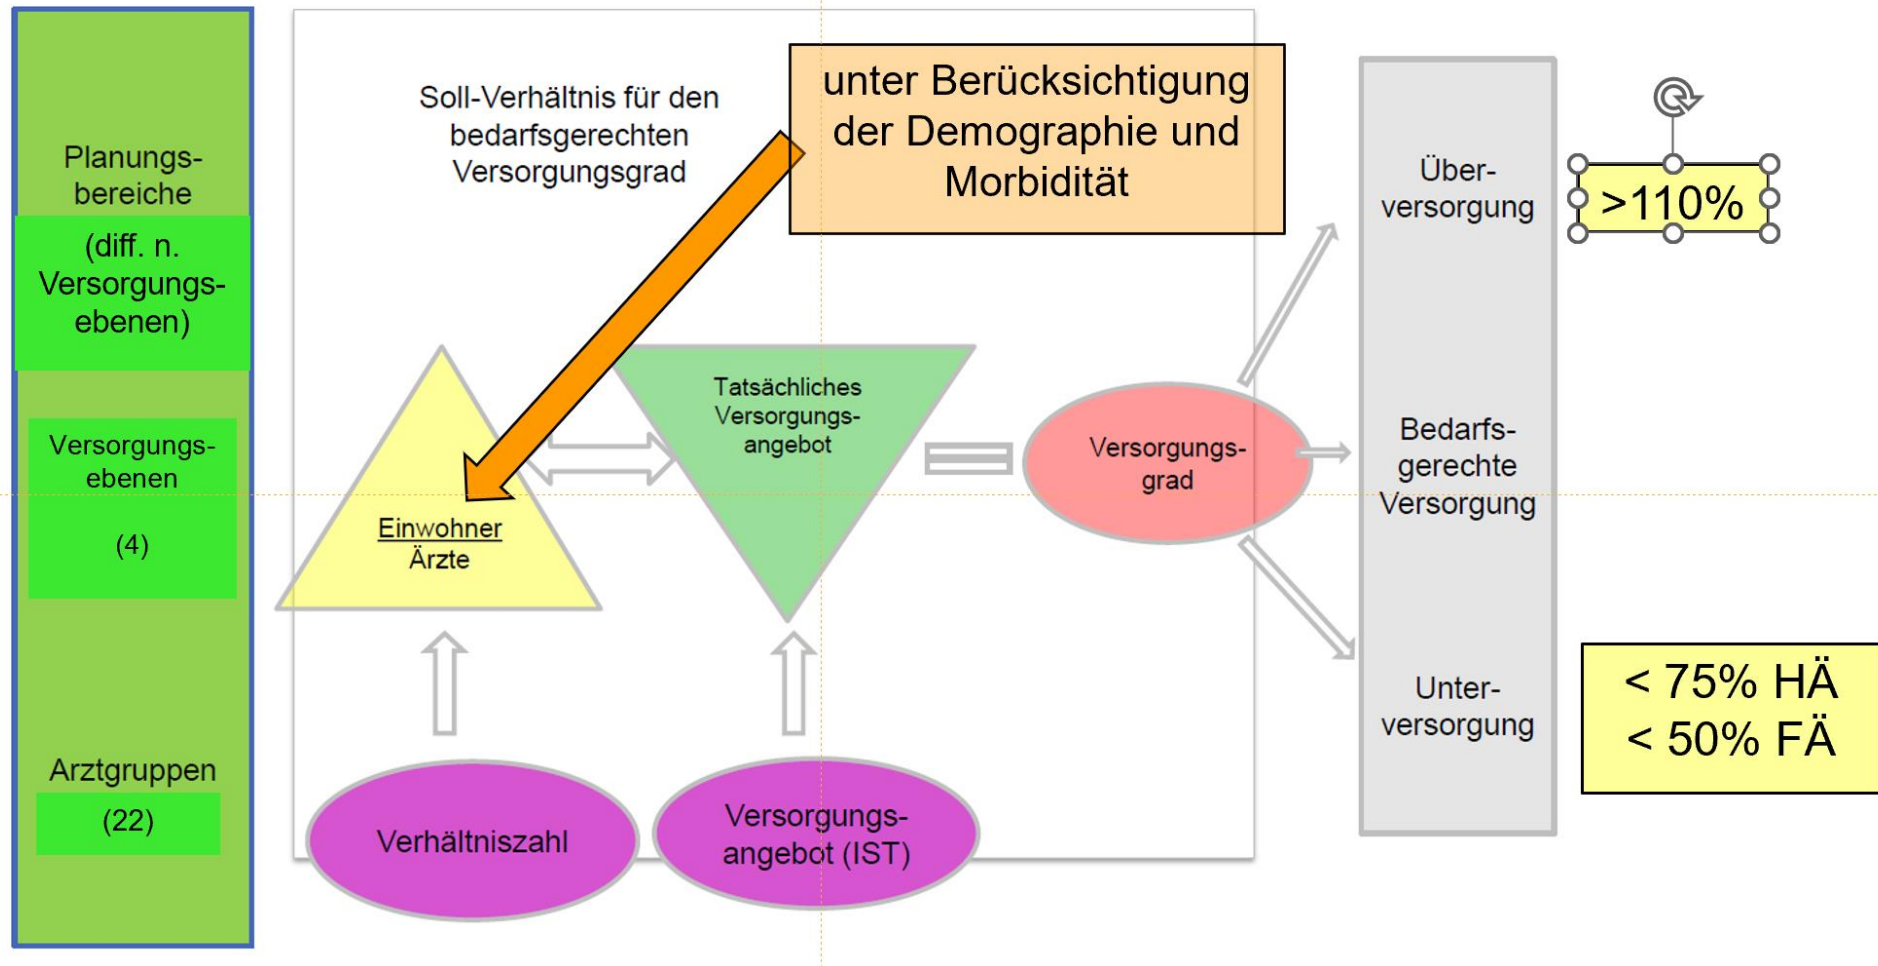 Planungs-
bereiche
(diff. n.
Versorgungs-
ebenen)
Versorgungs-
ebenen
(4)
Arztgruppen
(22)
Soll-Verhältnis für den
bedarfsgerechten
Versorgungsgrad
unter Berücksichtigung
der Demographie und
Morbidität
Einwohner
Ärzte
Tatsächliches
Versorgungs-
angebot
Versorgungs-
grad
Verhältniszahl
Versorgungs-
angebot (IST)
Über-
versorgung
>110%
Bedarfs-
gerechte
Versorgung
Unter-
versorgung
< 75% HÄ
< 50% FÄ